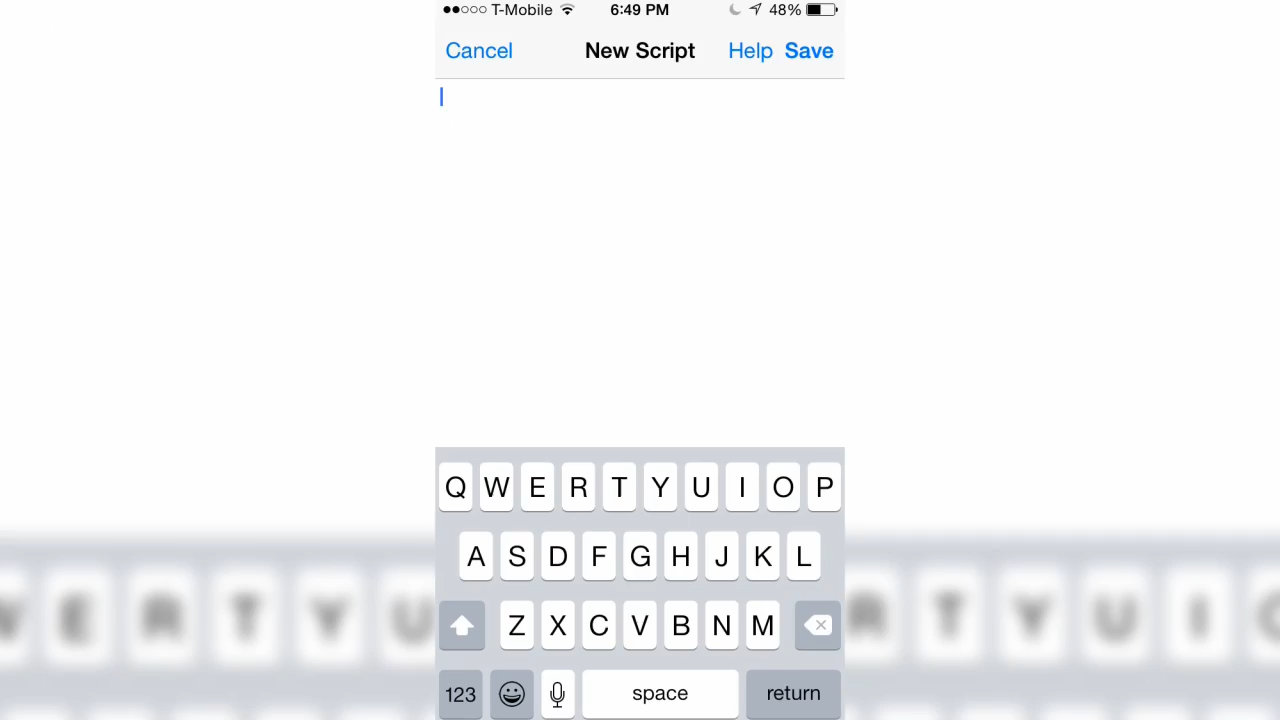 T-Mobile 6:49 PM 48%
Cancel New Script Help Save
Q W E R T Y U I O P
A S D F G H J K L
Z X C V B N M
123 space return